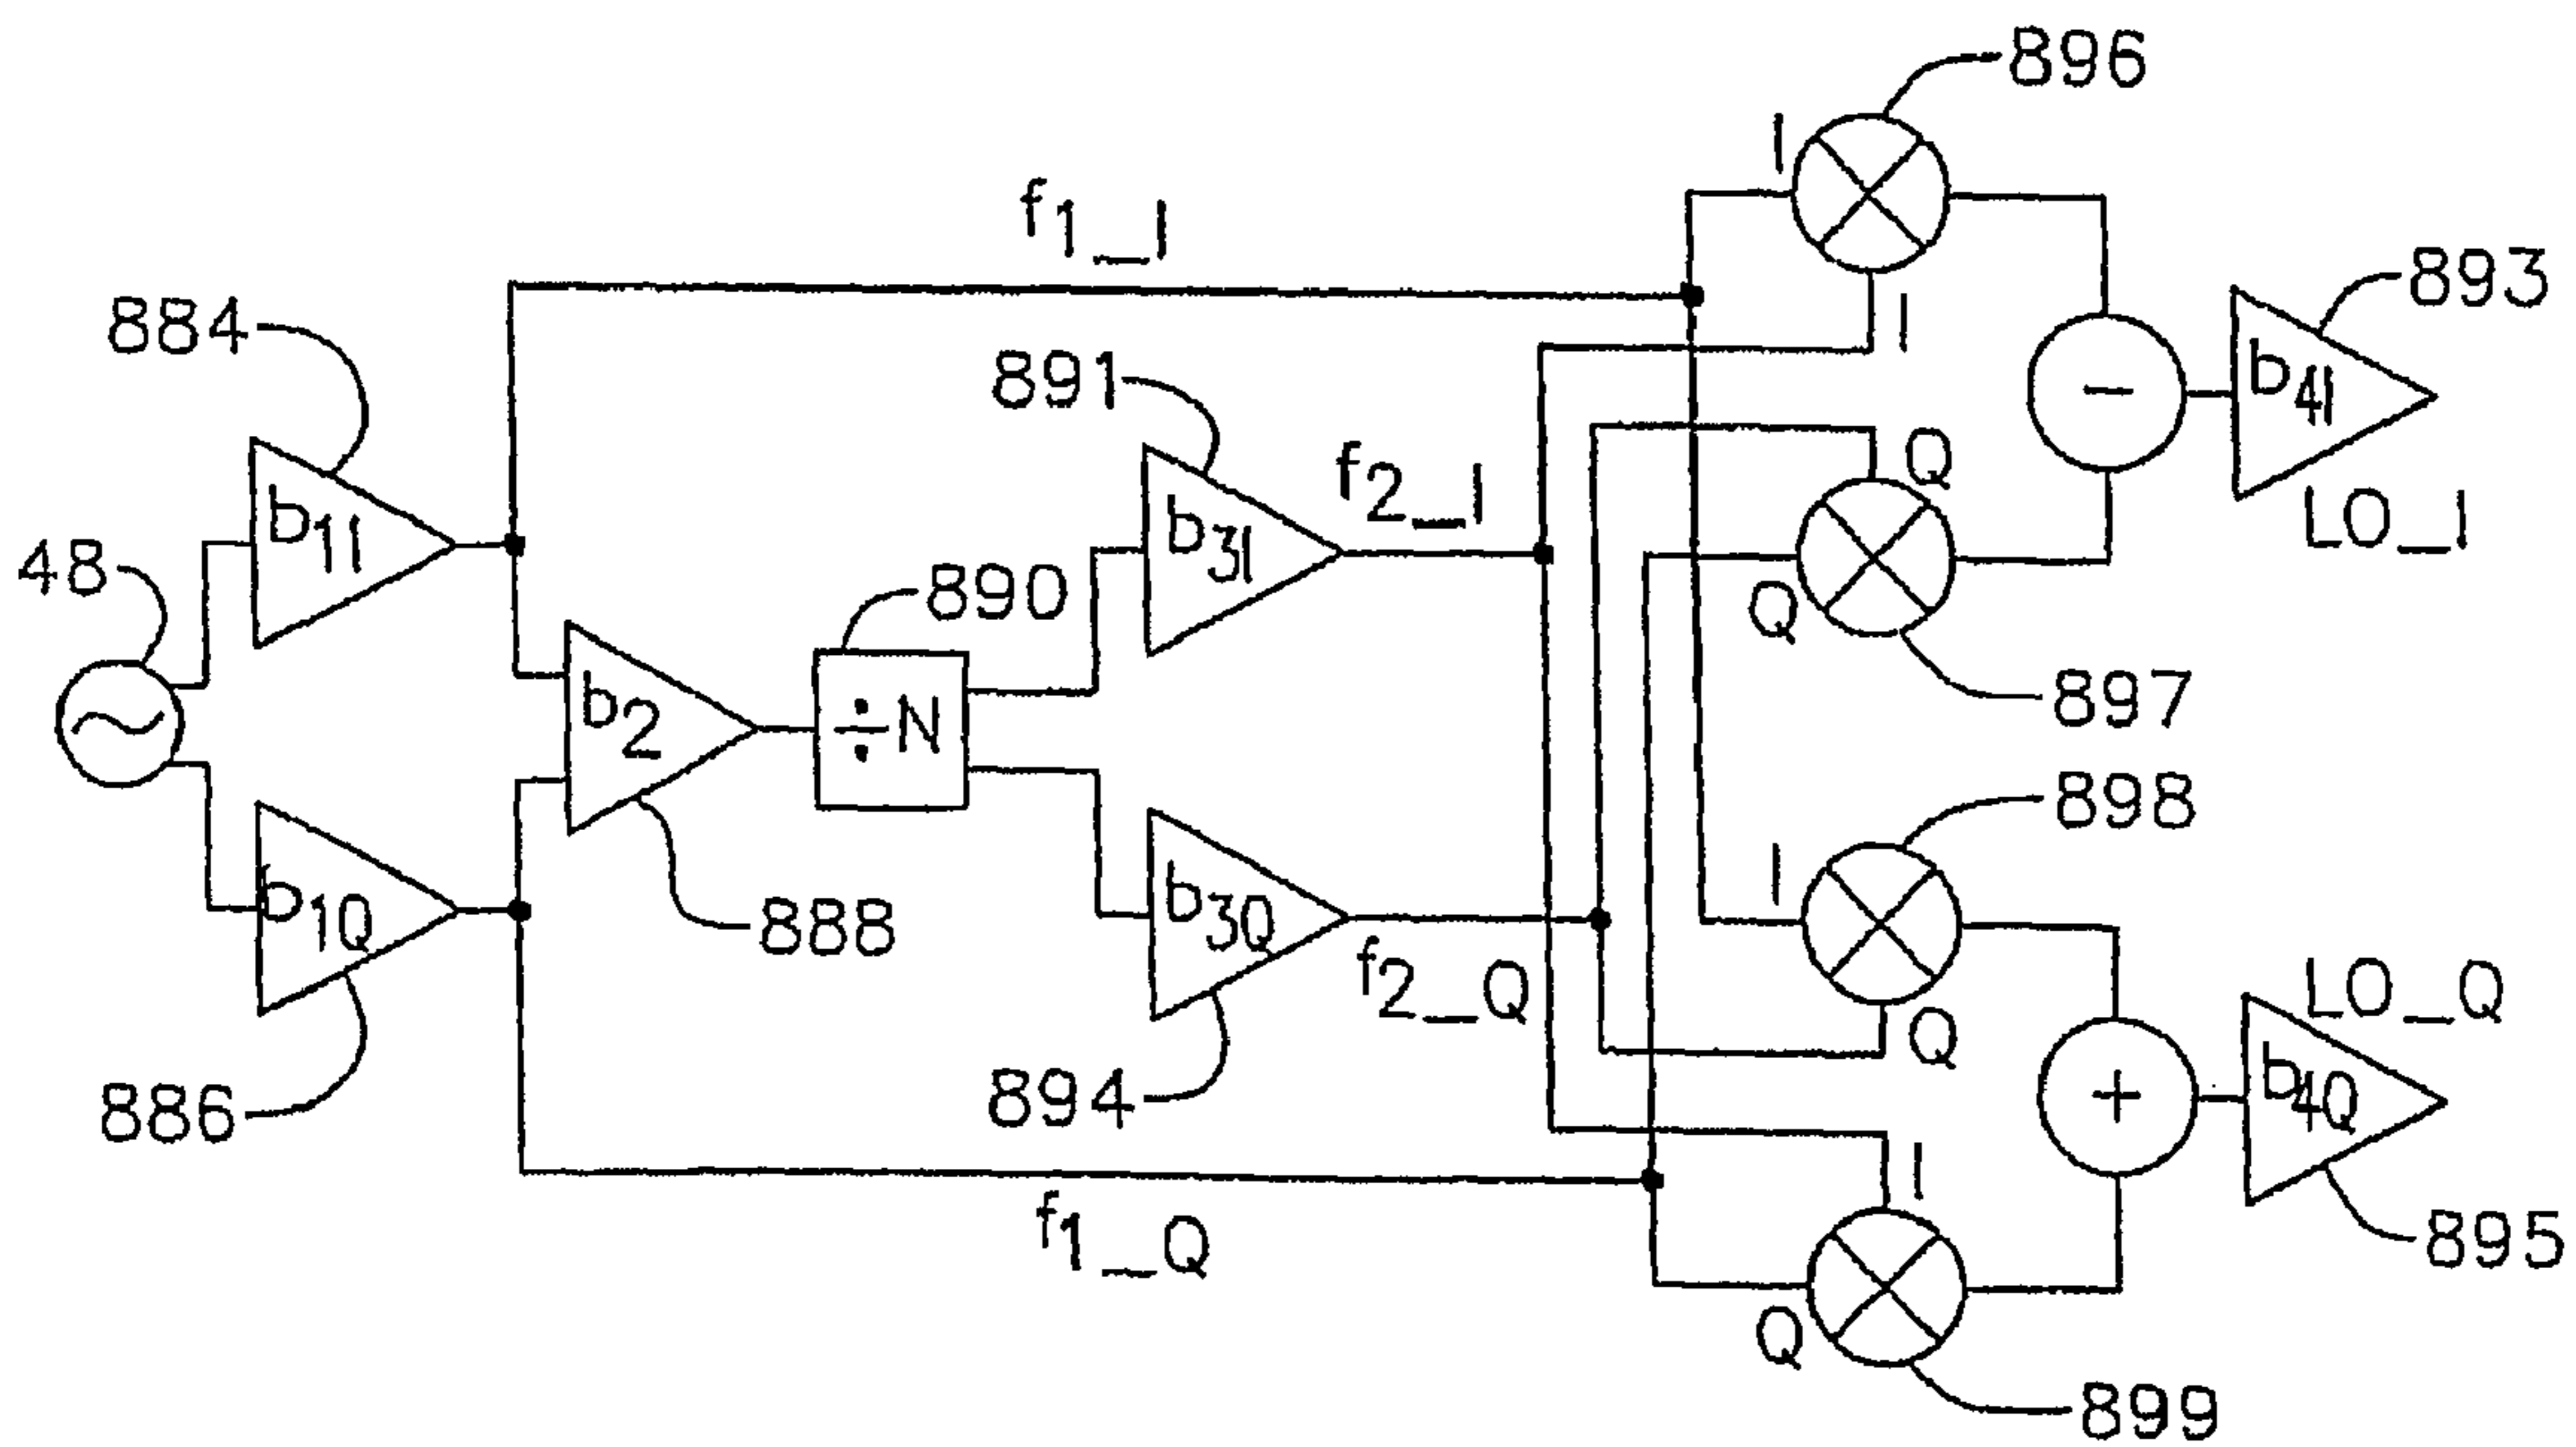 896
I
f1_I
893
884
I
891
b4I
f2_I
Q
LO_I
b1I
b3I
48
890
Q
b2
÷N
897
898
I
b1Q
b3Q
888
LO_Q
f2_Q
Q
b4Q
894
886
I
f1_Q
895
Q
899
−
+